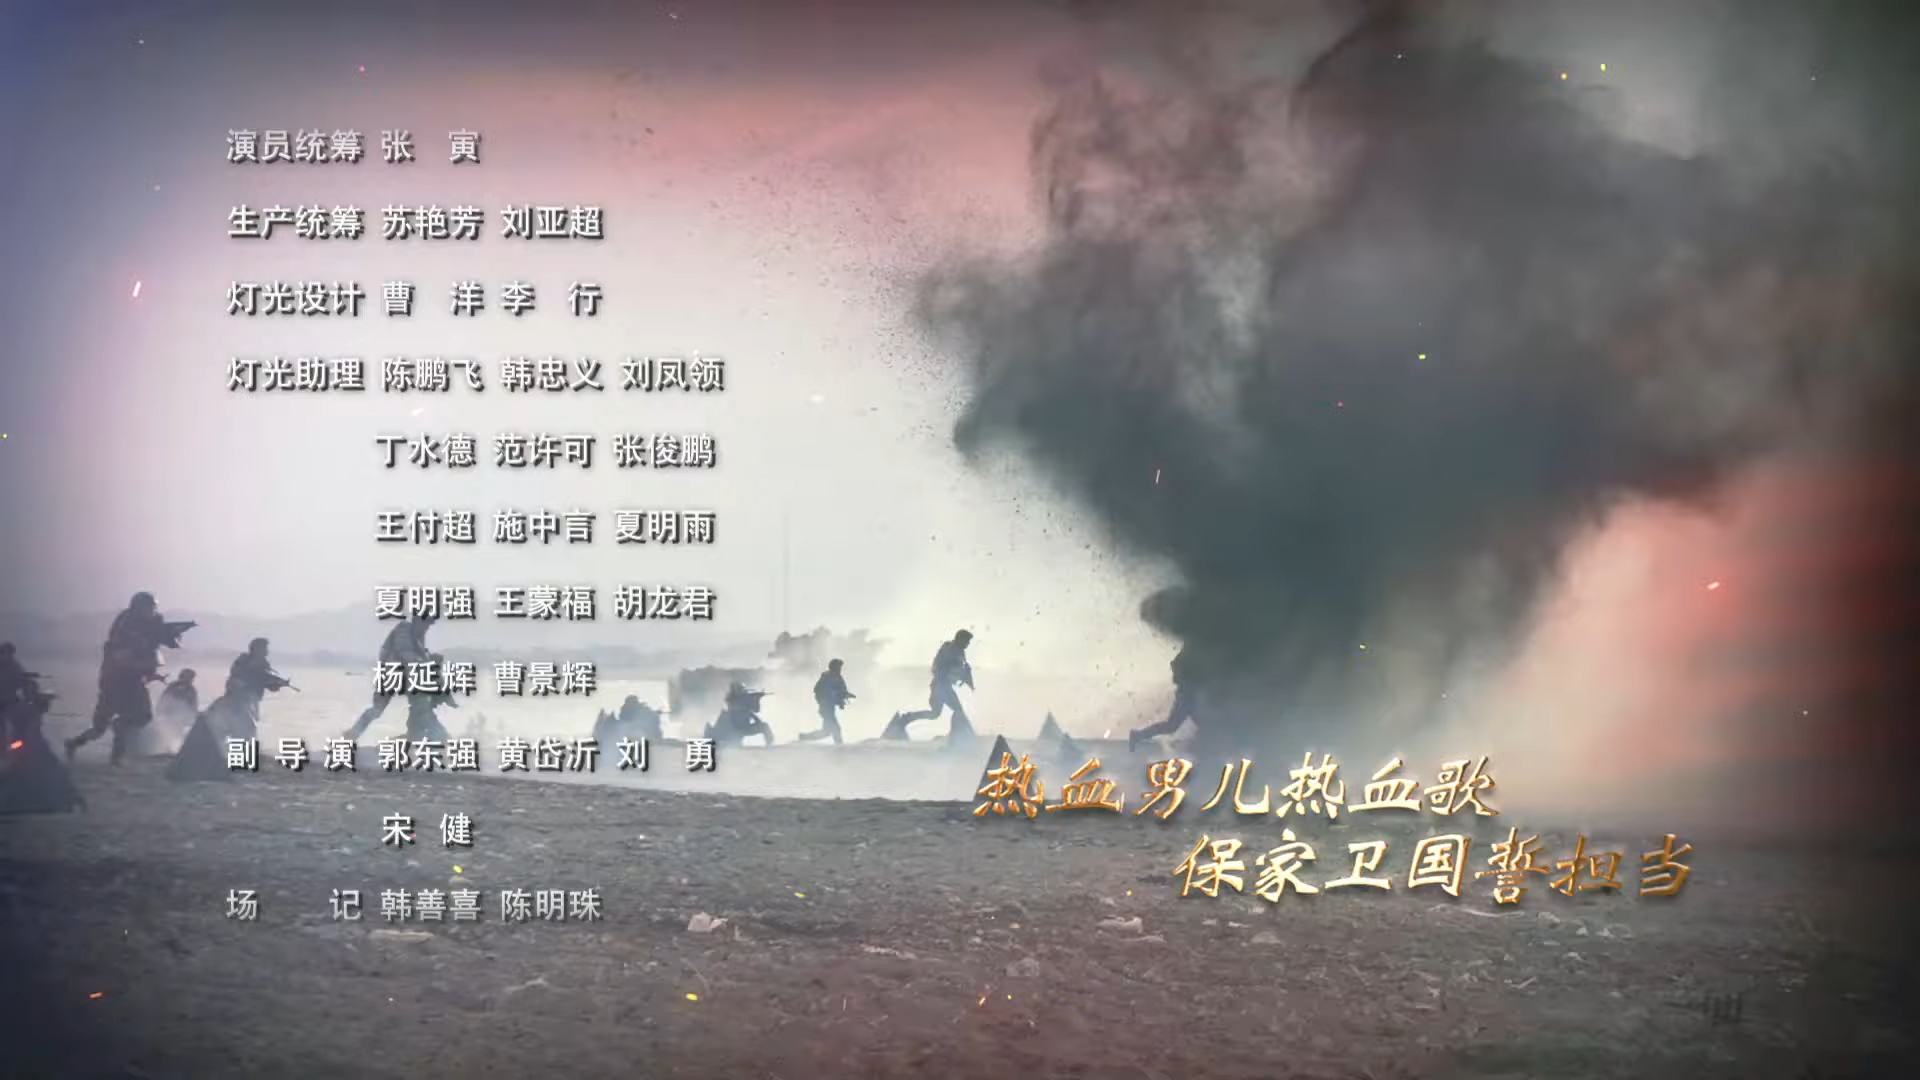 演员统筹 张 寅
生产统筹 苏艳芳 刘亚超
灯光设计 曹 洋 李 行
灯光助理 陈鹏飞 韩忠义 刘凤领
丁水德 范许可 张俊鹏
王付超 施中言 夏明雨
夏明强 王蒙福 胡龙君
杨延辉 曹景辉
副导演 郭东强 黄岱沂 刘 勇
宋 健
场 记 韩善喜 陈明珠
热血男儿热血歌
保家卫国誓担当